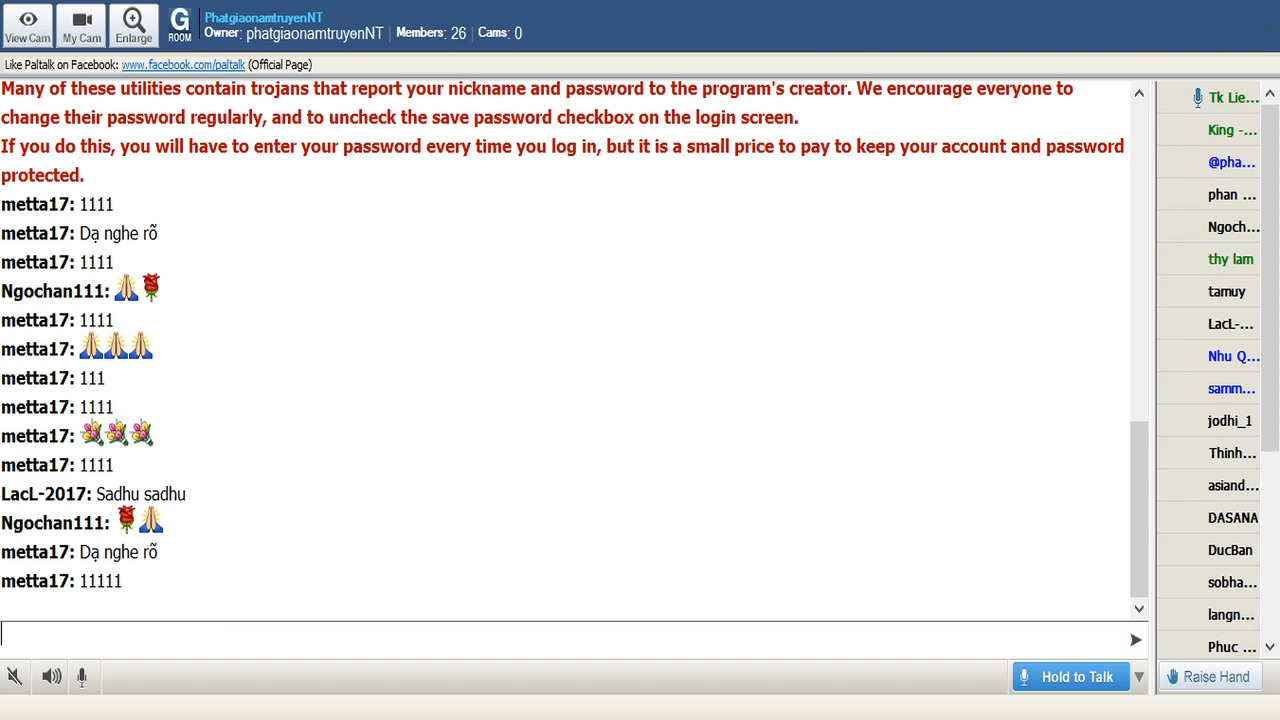 View Cam
My Cam
Enlarge
G
ROOM
PhatgiaonamtruyenNT
Owner: phatgiaonamtruyenNT | Members: 26 | Cams: 0
Like Paltalk on Facebook: www.facebook.com/paltalk (Official Page)
Many of these utilities contain trojans that report your nickname and password to the program's creator. We encourage everyone to
change their password regularly, and to uncheck the save password checkbox on the login screen.
If you do this, you will have to enter your password every time you log in, but it is a small price to pay to keep your account and password
protected.
metta17: 1111
metta17: Dạ nghe rõ
metta17: 1111
Ngochan111: 🙏🌹
metta17: 1111
metta17: 🙏🙏🙏
metta17: 111
metta17: 1111
metta17: 💐💐💐
metta17: 1111
LacL-2017: Sadhu sadhu
Ngochan111: 🌹🙏
metta17: Dạ nghe rõ
metta17: 11111
Tk Lie...
King -...
@pha...
phan ...
Ngoch...
thy lam
tamuy
LacL-...
Nhu Q...
samm...
jodhi_1
Thinh...
asiand...
DASANA
DucBan
sobha...
langn...
Phuc ...
Hold to Talk
Raise Hand